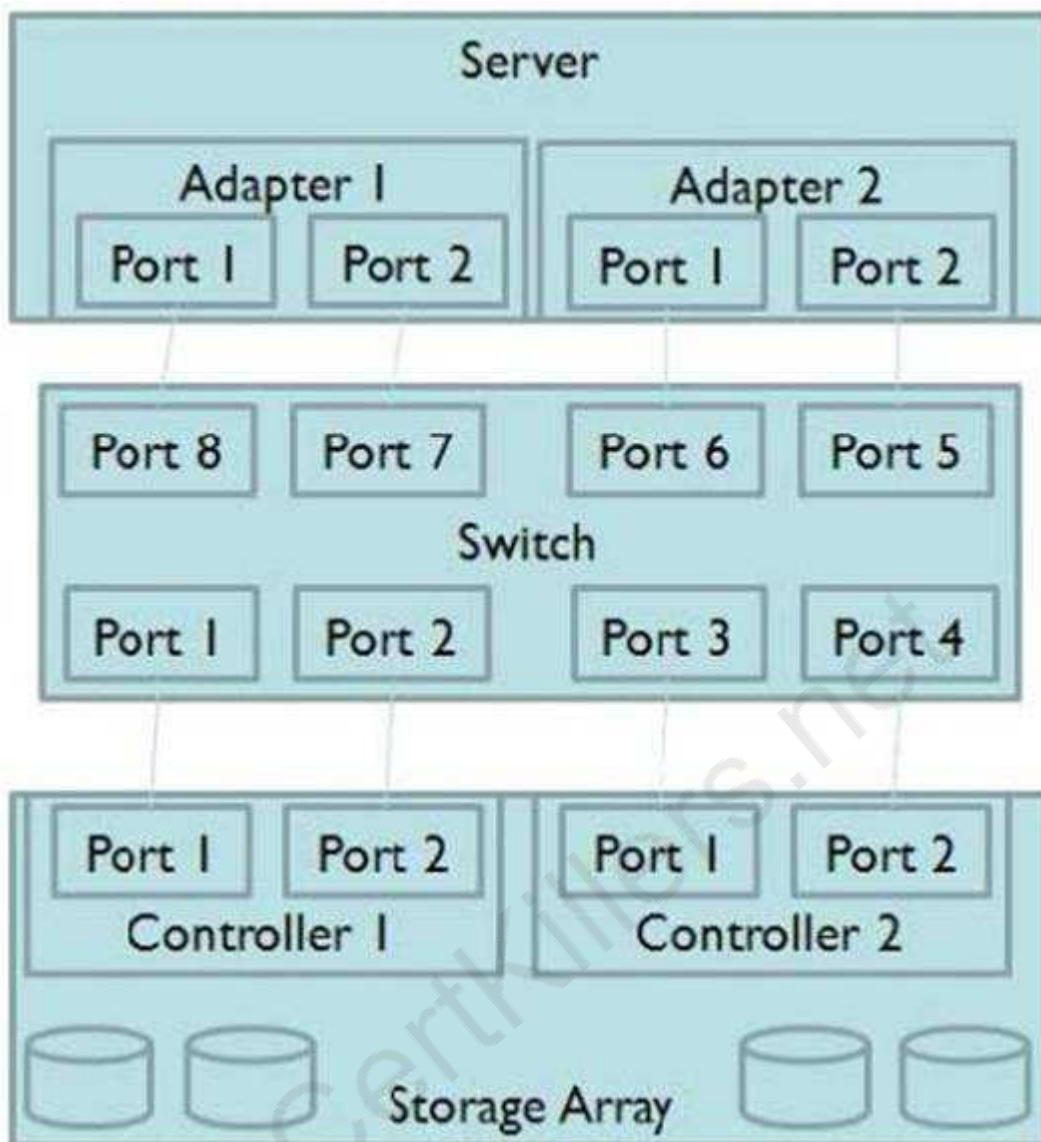 Server
Adapter 1 Adapter 2
Port 1 Port 2 Port 1 Port 2
Port 8 Port 7 Port 6 Port 5
Switch
Port 1 Port 2 Port 3 Port 4
Port 1 Port 2 Port 1 Port 2
Controller 1 Controller 2
Storage Array
CertKillers.net